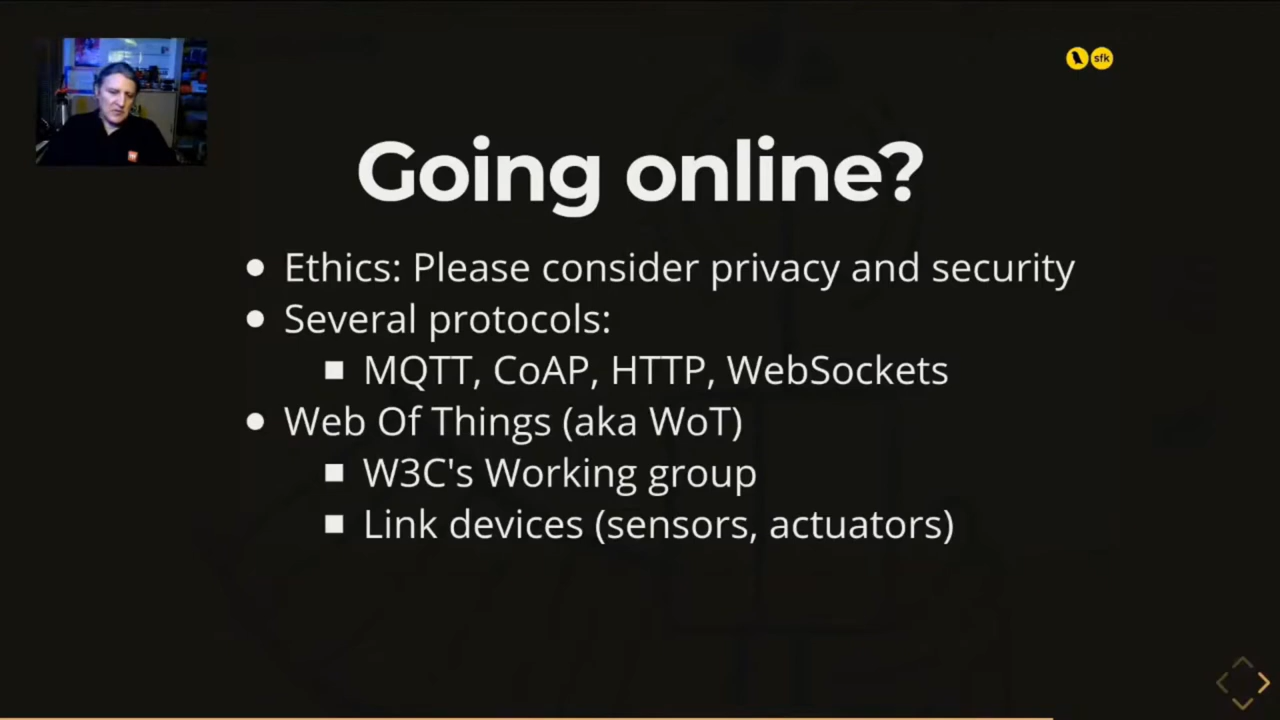 sfk
Going online?
Ethics: Please consider privacy and security
Several protocols:
MQTT, CoAP, HTTP, WebSockets
Web Of Things (aka WoT)
W3C's Working group
Link devices (sensors, actuators)